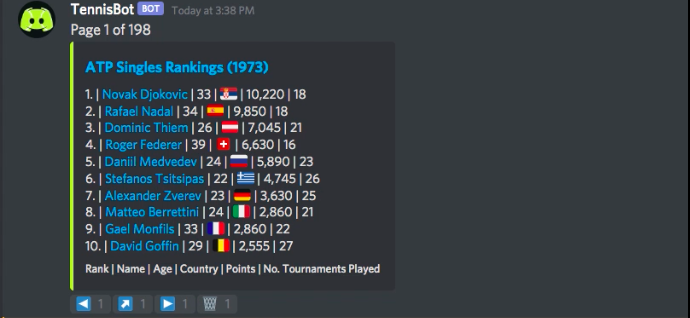 TennisBot BOT Today at 3:38 PM
Page 1 of 198
ATP Singles Rankings (1973)
1. | Novak Djokovic | 33 | 🇷🇸 | 10,220 | 18
2. | Rafael Nadal | 34 | 🇪🇸 | 9,850 | 18
3. | Dominic Thiem | 26 | 🇦🇹 | 7,045 | 21
4. | Roger Federer | 39 | 🇨🇭 | 6,630 | 16
5. | Daniil Medvedev | 24 | 🇷🇺 | 5,890 | 23
6. | Stefanos Tsitsipas | 22 | 🇬🇷 | 4,745 | 26
7. | Alexander Zverev | 23 | 🇩🇪 | 3,630 | 25
8. | Matteo Berrettini | 24 | 🇮🇹 | 2,860 | 21
9. | Gael Monfils | 33 | 🇫🇷 | 2,860 | 22
10. | David Goffin | 29 | 🇧🇪 | 2,555 | 27
Rank | Name | Age | Country | Points | No. Tournaments Played
1 1 1 1